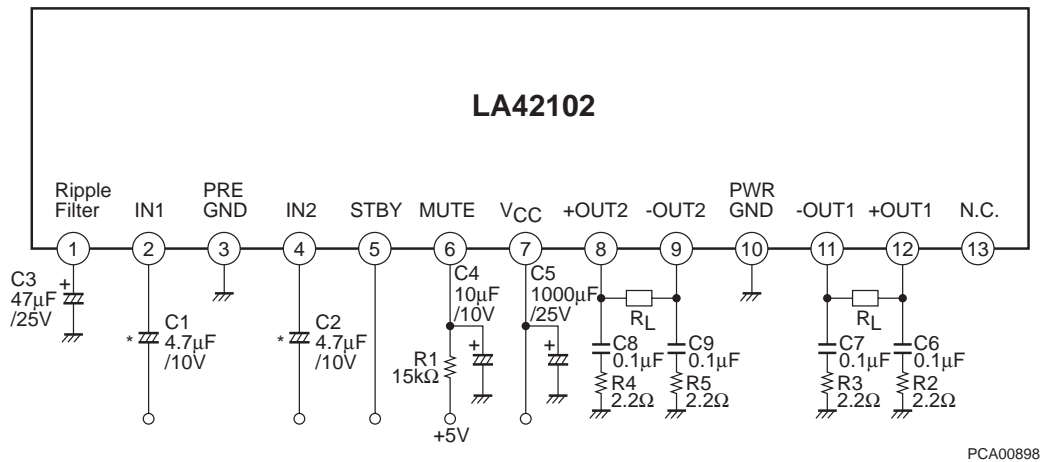 LA42102
Ripple
Filter
IN1
PRE
GND
IN2
STBY
MUTE
VCC
+OUT2
-OUT2
PWR
GND
-OUT1
+OUT1
N.C.
1
2
3
4
5
6
7
8
9
10
11
12
13
C3
47μF
/25V
+
*
C1
4.7μF
/10V
*
C2
4.7μF
/10V
C4
10μF
/10V
+
R1
15kΩ
+5V
C5
1000μF
/25V
+
RL
C8
0.1μF
R4
2.2Ω
C9
0.1μF
R5
2.2Ω
RL
C7
0.1μF
R3
2.2Ω
C6
0.1μF
R2
2.2Ω
PCA00898